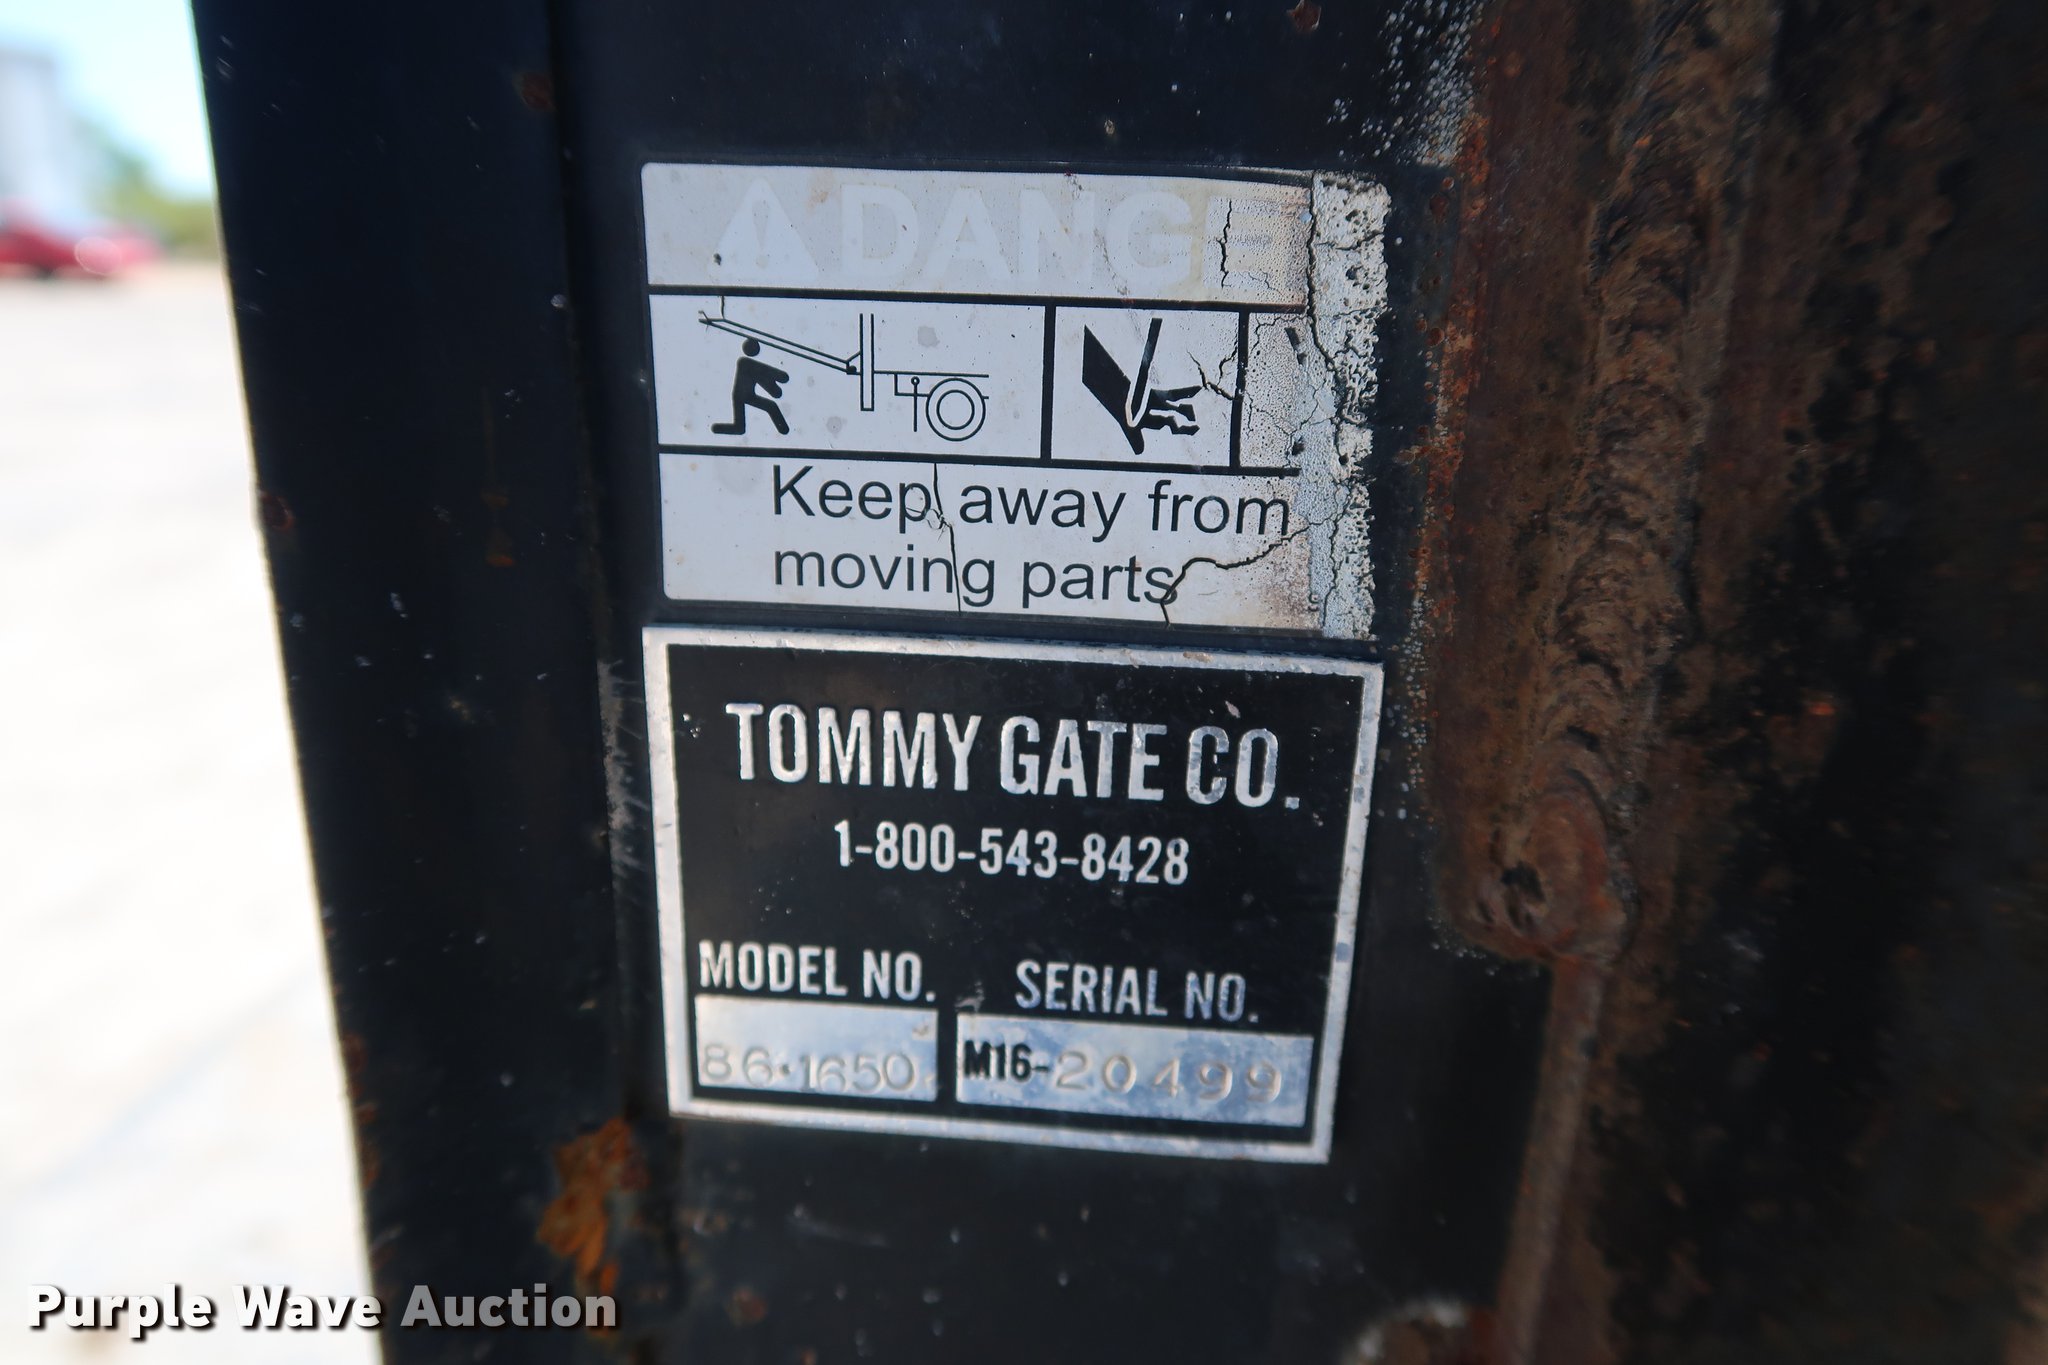 DANGE
Keep away from
moving parts
TOMMY GATE CO.
1-800-543-8428
MODEL NO. SERIAL NO.
86-1650 M16-20499
Purple Wave Auction